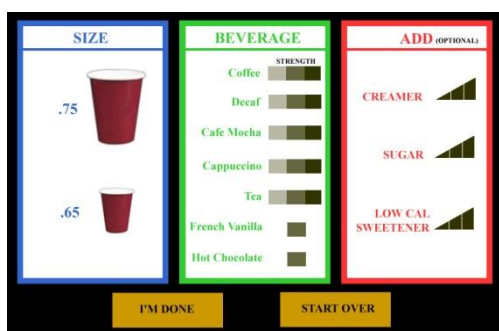 SIZE
.75
.65
BEVERAGE
STRENGTH
Coffee
Decaf
Cafe Mocha
Cappuccino
Tea
French Vanilla
Hot Chocolate
ADD (OPTIONAL)
CREAMER
SUGAR
LOW CAL
SWEETENER
I'M DONE
START OVER